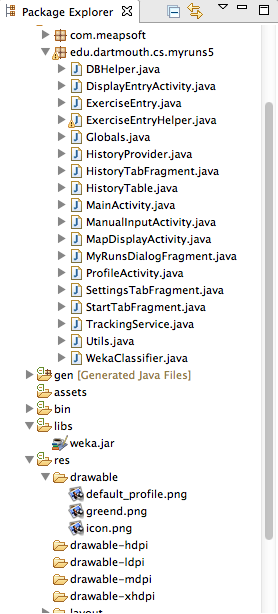 Package Explorer
com.meapsoft
edu.dartmouth.cs.myruns5
DBHelper.java
DisplayEntryActivity.java
ExerciseEntry.java
ExerciseEntryHelper.java
Globals.java
HistoryProvider.java
HistoryTabFragment.java
HistoryTable.java
MainActivity.java
ManualInputActivity.java
MapDisplayActivity.java
MyRunsDialogFragment.java
ProfileActivity.java
SettingsTabFragment.java
StartTabFragment.java
TrackingService.java
Utils.java
WekaClassifier.java
gen [Generated Java Files]
assets
bin
libs
weka.jar
res
drawable
default_profile.png
greend.png
icon.png
drawable-hdpi
drawable-ldpi
drawable-mdpi
drawable-xhdpi
layout